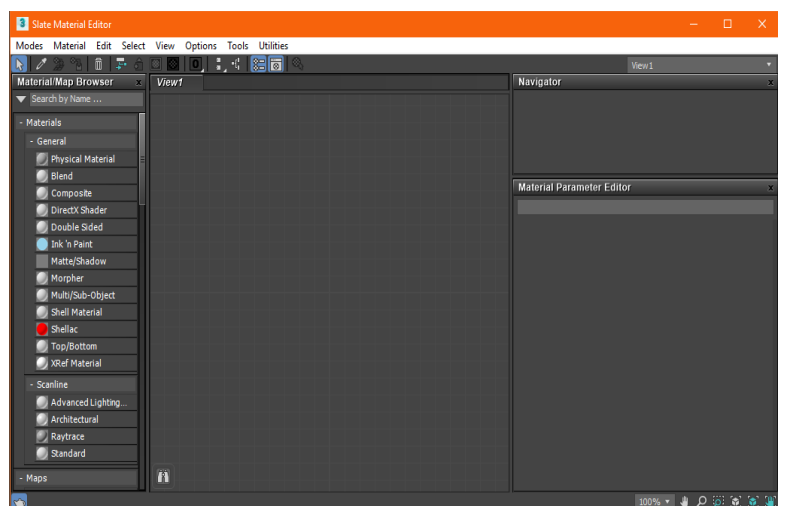 3 Slate Material Editor
Modes Material Edit Select View Options Tools Utilities
0 View1
Material/Map Browser x View1 Navigator x
Search by Name ...
- Materials
- General
Physical Material
Blend
Composite
DirectX Shader
Material Parameter Editor x
Double Sided
Ink 'n Paint
Matte/Shadow
Morpher
Multi/Sub-Object
Shell Material
Shellac
Top/Bottom
XRef Material
- Scanline
Advanced Lighting...
Architectural
Raytrace
Standard
- Maps
100%